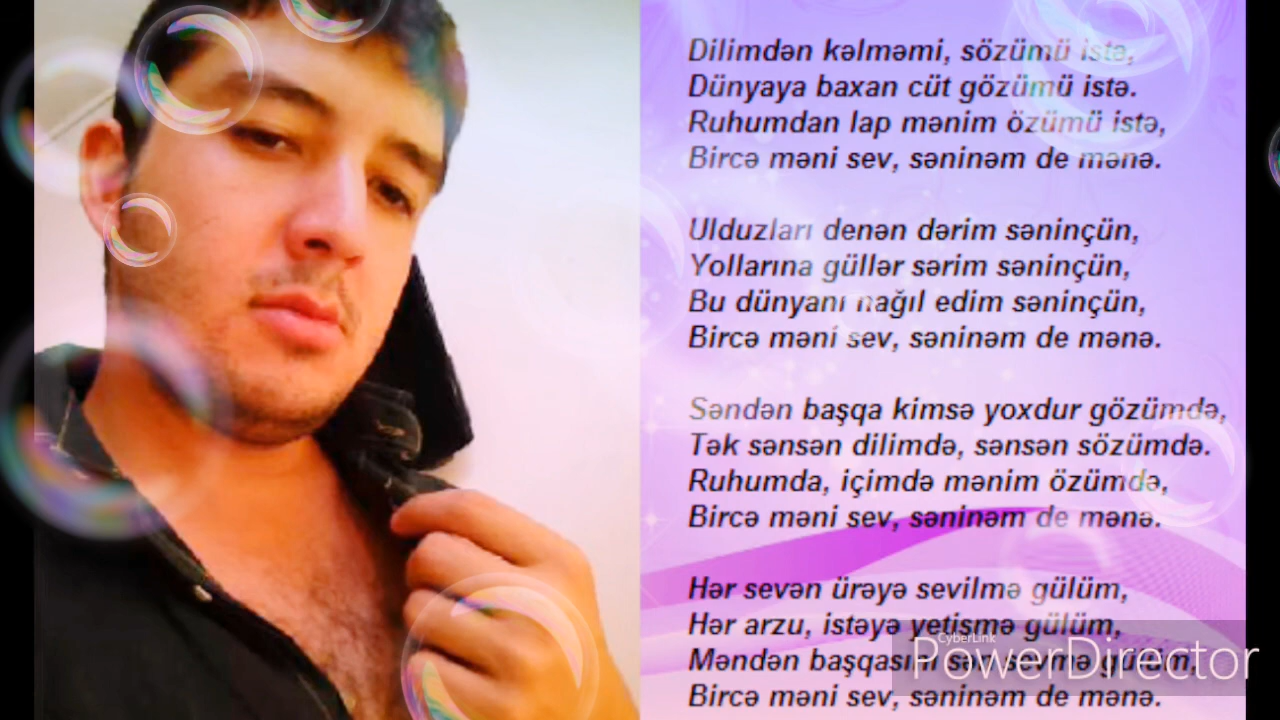 Dilimdən kəlməmi, sözümü istə,
Dünyaya baxan cüt gözümü istə.
Ruhumdan lap mənim özümü istə,
Bircə məni sev, səninəm de mənə.
Ulduzları denən dərim səninçün,
Yollarına güllər sərim səninçün,
Bu dünyanı nağıl edim səninçün,
Bircə məni sev, səninəm de mənə.
Səndən başqa kimsə yoxdur gözümdə,
Tək sənsən dilimdə, sənsən sözümdə.
Ruhumda, içimdə mənim özümdə,
Bircə məni sev, səninəm de mənə.
Hər sevən ürəyə sevilmə gülüm,
Hər arzu, istəyə yetişmə gülüm,
Məndən başqasını sən sevmə gülüm,
Bircə məni sev, səninəm de mənə.
CyberLink
PowerDirector